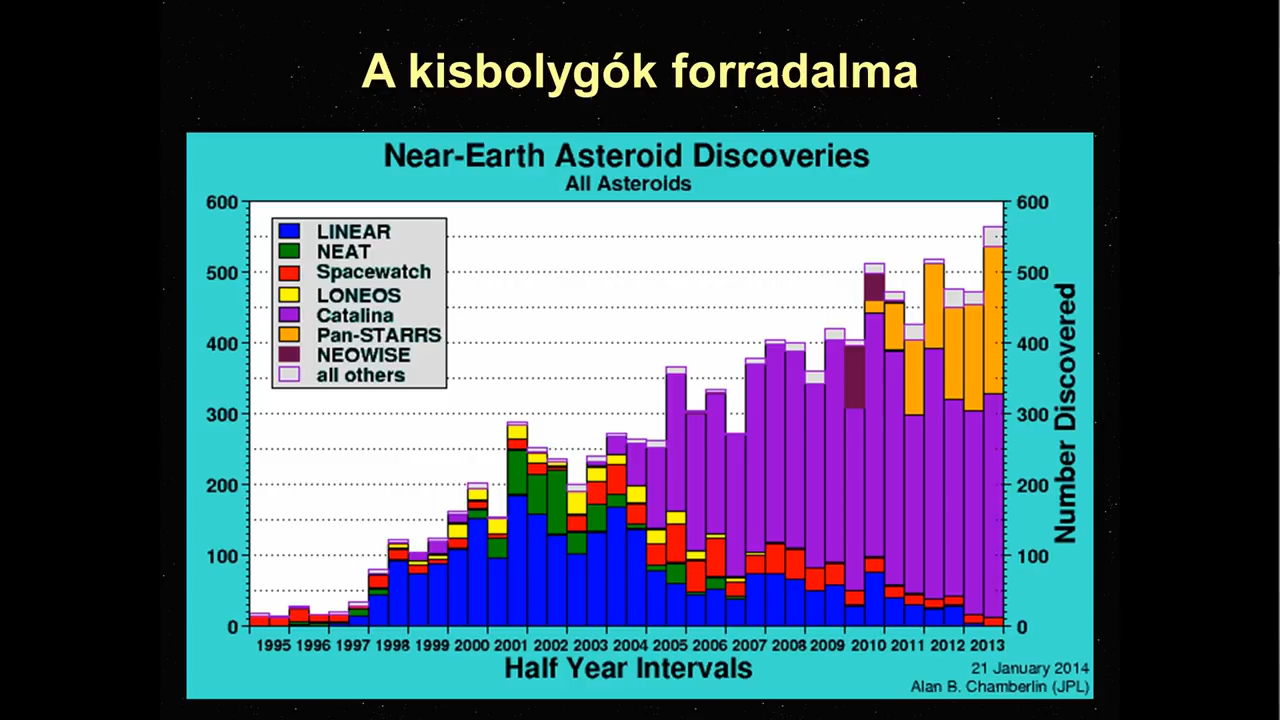 A kisbolygók forradalma
Near-Earth Asteroid Discoveries
All Asteroids
600
500
400
300
200
100
0
LINEAR
NEAT
Spacewatch
LONEOS
Catalina
Pan-STARRS
NEOWISE
all others
600
500
400
300
200
100
0
Number Discovered
1995 1996 1997 1998 1999 2000 2001 2002 2003 2004 2005 2006 2007 2008 2009 2010 2011 2012 2013
Half Year Intervals
21 January 2014
Alan B. Chamberlin (JPL)